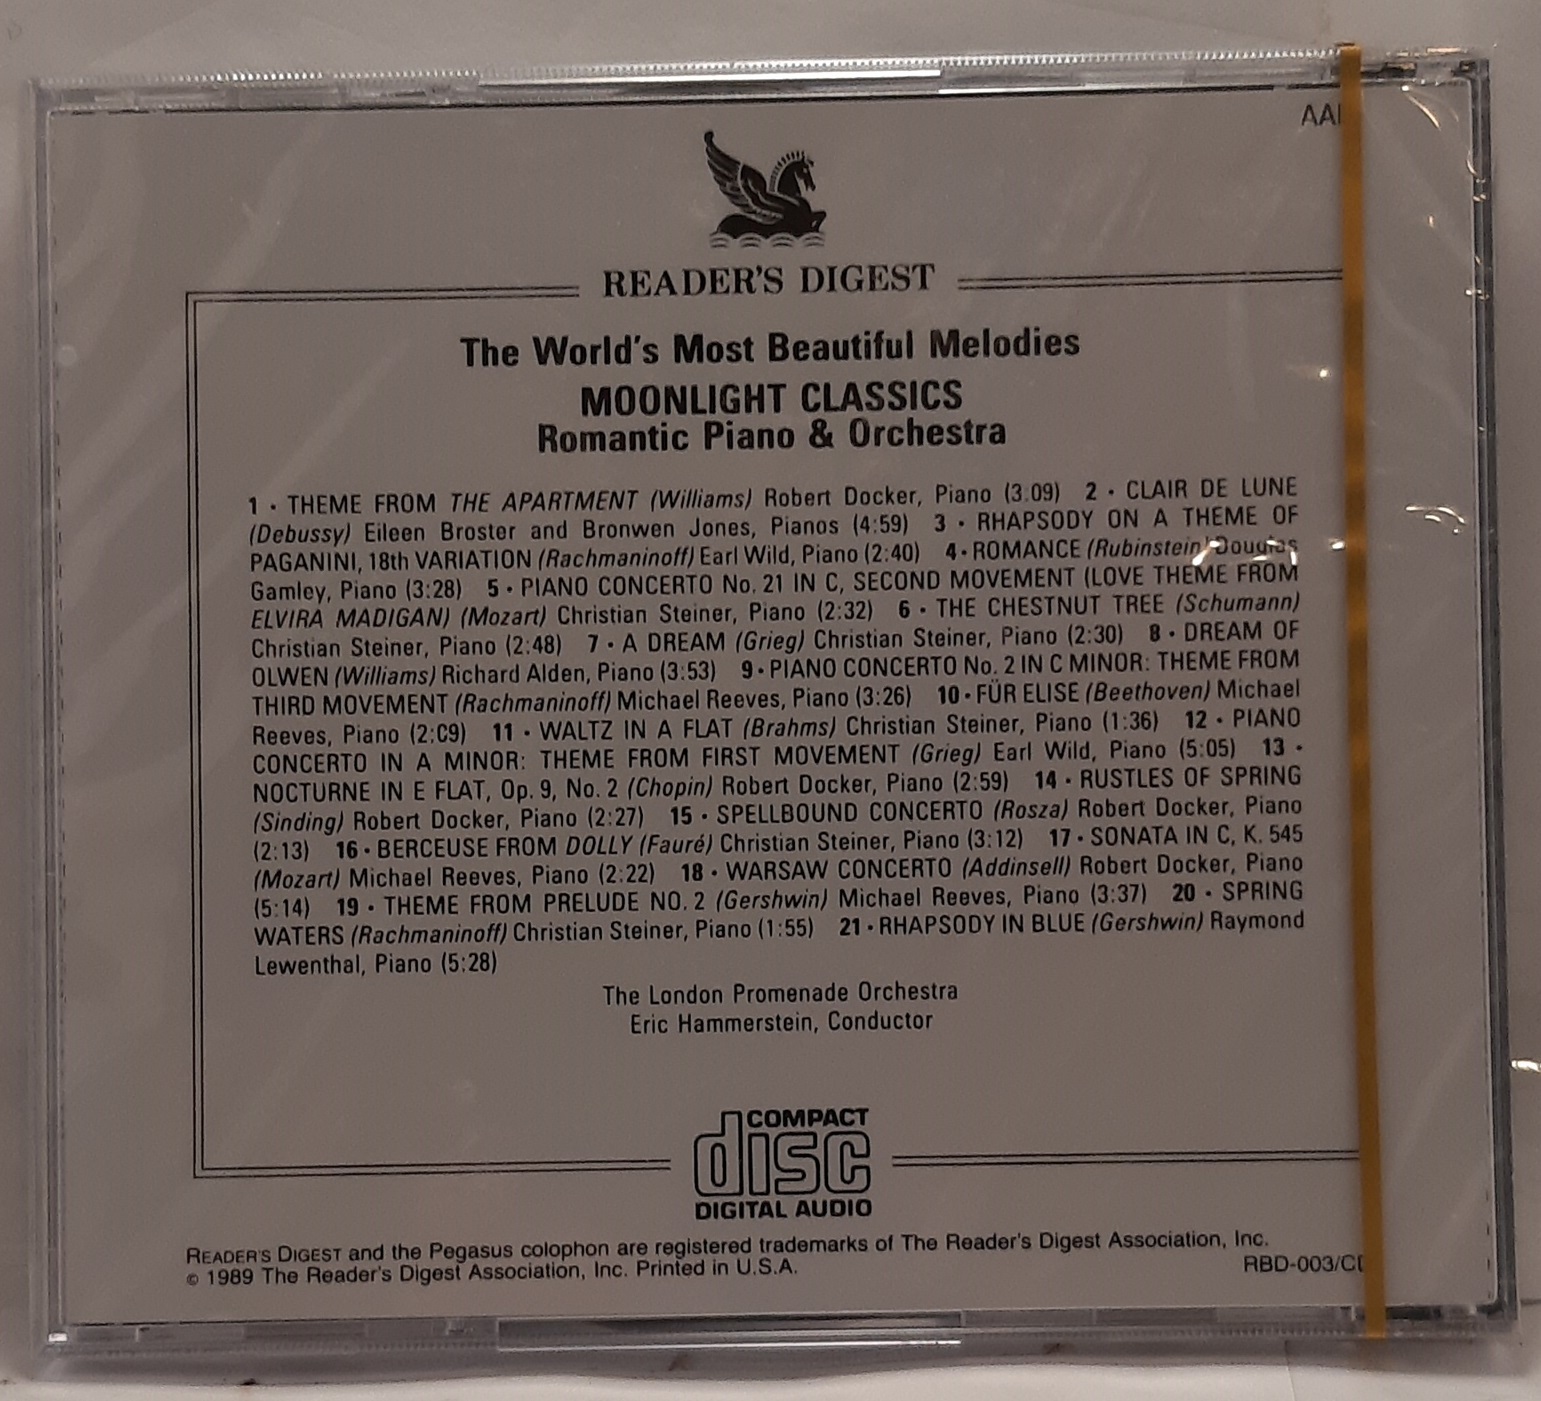 AAI
READER'S DIGEST
The World's Most Beautiful Melodies
MOONLIGHT CLASSICS
Romantic Piano & Orchestra
1 · THEME FROM THE APARTMENT (Williams) Robert Docker, Piano (3:09) 2 · CLAIR DE LUNE
(Debussy) Eileen Broster and Bronwen Jones, Pianos (4:59) 3 · RHAPSODY ON A THEME OF
PAGANINI, 18th VARIATION (Rachmaninoff) Earl Wild, Piano (2:40) 4 · ROMANCE (Rubinstein) Douglas
Gamley, Piano (3:28) 5 · PIANO CONCERTO No. 21 IN C, SECOND MOVEMENT (LOVE THEME FROM
ELVIRA MADIGAN) (Mozart) Christian Steiner, Piano (2:32) 6 · THE CHESTNUT TREE (Schumann)
Christian Steiner, Piano (2:48) 7 · A DREAM (Grieg) Christian Steiner, Piano (2:30) 8 · DREAM OF
OLWEN (Williams) Richard Alden, Piano (3:53) 9 · PIANO CONCERTO No. 2 IN C MINOR: THEME FROM
THIRD MOVEMENT (Rachmaninoff) Michael Reeves, Piano (3:26) 10 · FÜR ELISE (Beethoven) Michael
Reeves, Piano (2:09) 11 · WALTZ IN A FLAT (Brahms) Christian Steiner, Piano (1:36) 12 · PIANO
CONCERTO IN A MINOR: THEME FROM FIRST MOVEMENT (Grieg) Earl Wild, Piano (5:05) 13 ·
NOCTURNE IN E FLAT, Op. 9, No. 2 (Chopin) Robert Docker, Piano (2:59) 14 · RUSTLES OF SPRING
(Sinding) Robert Docker, Piano (2:27) 15 · SPELLBOUND CONCERTO (Rosza) Robert Docker, Piano
(2:13) 16 · BERCEUSE FROM DOLLY (Fauré) Christian Steiner, Piano (3:12) 17 · SONATA IN C, K. 545
(Mozart) Michael Reeves, Piano (2:22) 18 · WARSAW CONCERTO (Addinsell) Robert Docker, Piano
(5:14) 19 · THEME FROM PRELUDE NO. 2 (Gershwin) Michael Reeves, Piano (3:37) 20 · SPRING
WATERS (Rachmaninoff) Christian Steiner, Piano (1:55) 21 · RHAPSODY IN BLUE (Gershwin) Raymond
Lewenthal, Piano (5:28)
The London Promenade Orchestra
Eric Hammerstein, Conductor
COMPACT
disc
DIGITAL AUDIO
READER'S DIGEST and the Pegasus colophon are registered trademarks of The Reader's Digest Association, Inc.
© 1989 The Reader's Digest Association, Inc. Printed in U.S.A.
RBD-003/CD